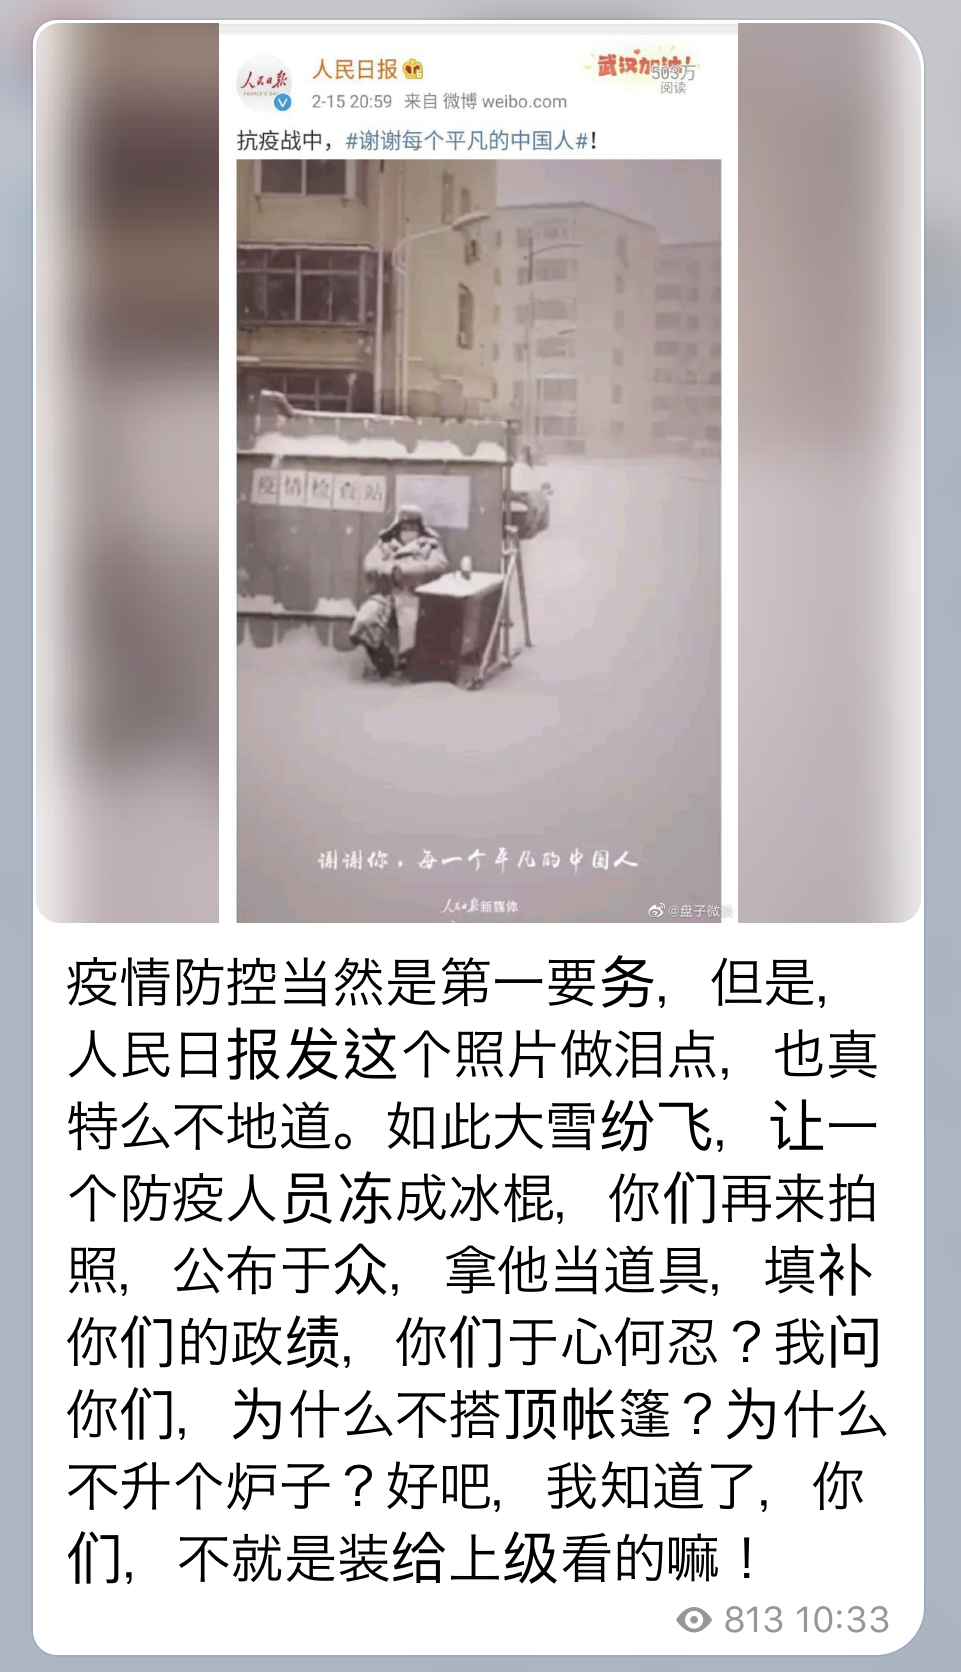 人民日报
PEOPLE'S DAILY
人民日报
武汉加油!
503万
阅读
2-15 20:59 来自 微博 weibo.com
抗疫战中，#谢谢每个平凡的中国人#！
疫情检查站
谢谢你，每一个平凡的中国人
人民日报新媒体
@盘子微
疫情防控当然是第一要务，但是，
人民日报发这个照片做泪点，也真
特么不地道。如此大雪纷飞，让一
个防疫人员冻成冰棍，你们再来拍
照，公布于众，拿他当道具，填补
你们的政绩，你们于心何忍？我问
你们，为什么不搭顶帐篷？为什么
不升个炉子？好吧，我知道了，你
们，不就是装给上级看的嘛！
813 10:33